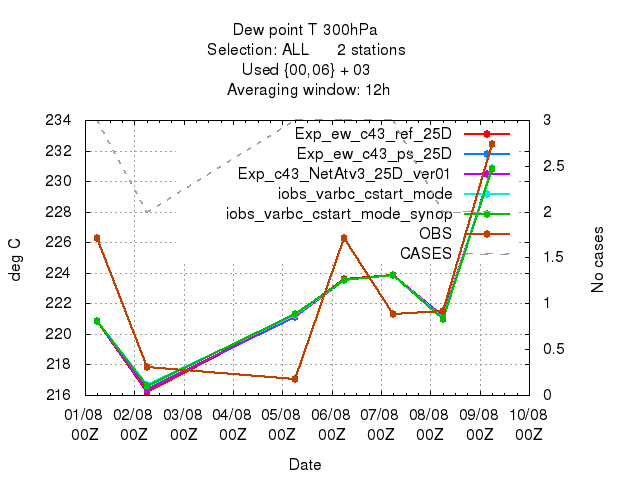 Dew point T 300hPa
Selection: ALL 2 stations
Used {00,06} + 03
Averaging window: 12h
Exp_ew_c43_ref_25D
Exp_ew_c43_ps_25D
Exp_c43_NetAtv3_25D_ver01
iobs_varbc_cstart_mode
iobs_varbc_cstart_mode_synop
OBS
CASES
234
232
230
228
226
224
222
220
218
216
deg C
3
2.5
2
1.5
1
0.5
0
No cases
01/08 02/08 03/08 04/08 05/08 06/08 07/08 08/08 09/08 10/08
00Z 00Z 00Z 00Z 00Z 00Z 00Z 00Z 00Z 00Z
Date